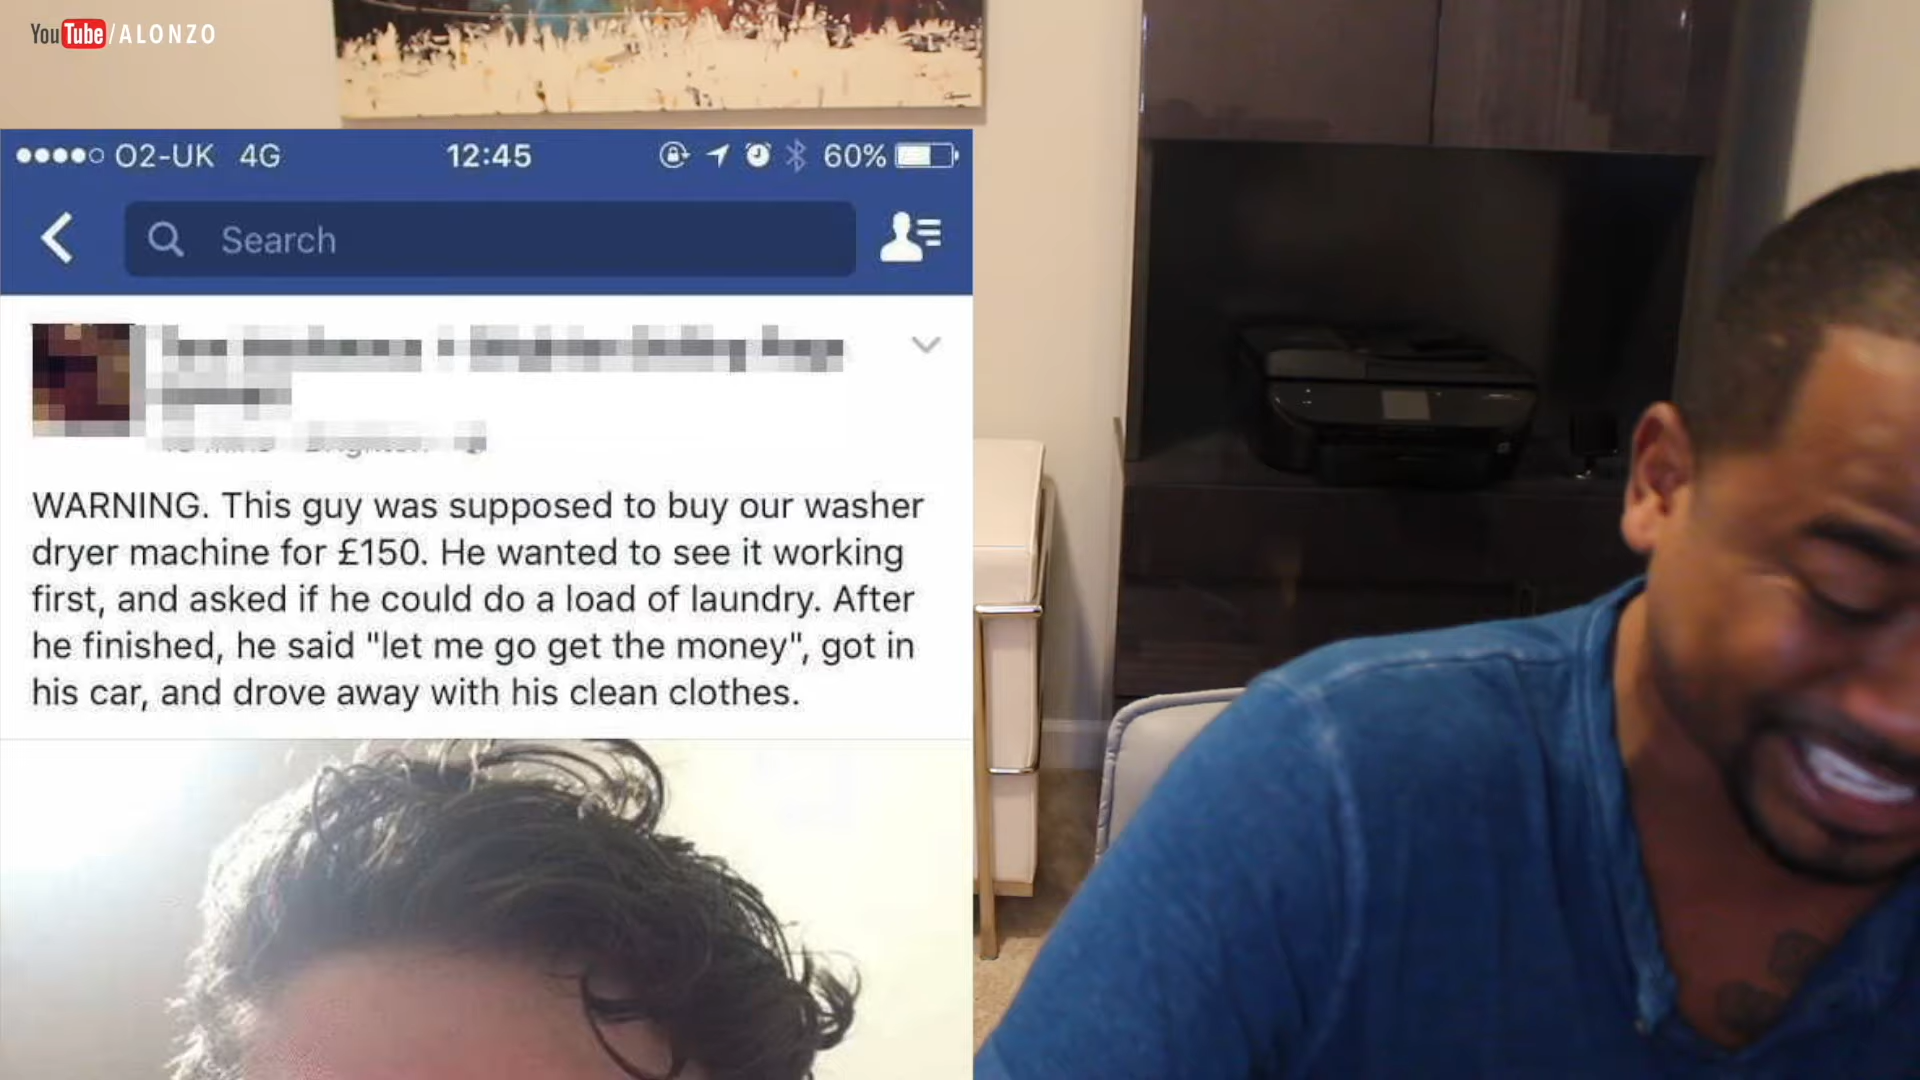 YouTube/ALONZO
O2-UK 4G 12:45 60%
Search
WARNING. This guy was supposed to buy our washer
dryer machine for £150. He wanted to see it working
first, and asked if he could do a load of laundry. After
he finished, he said "let me go get the money", got in
his car, and drove away with his clean clothes.